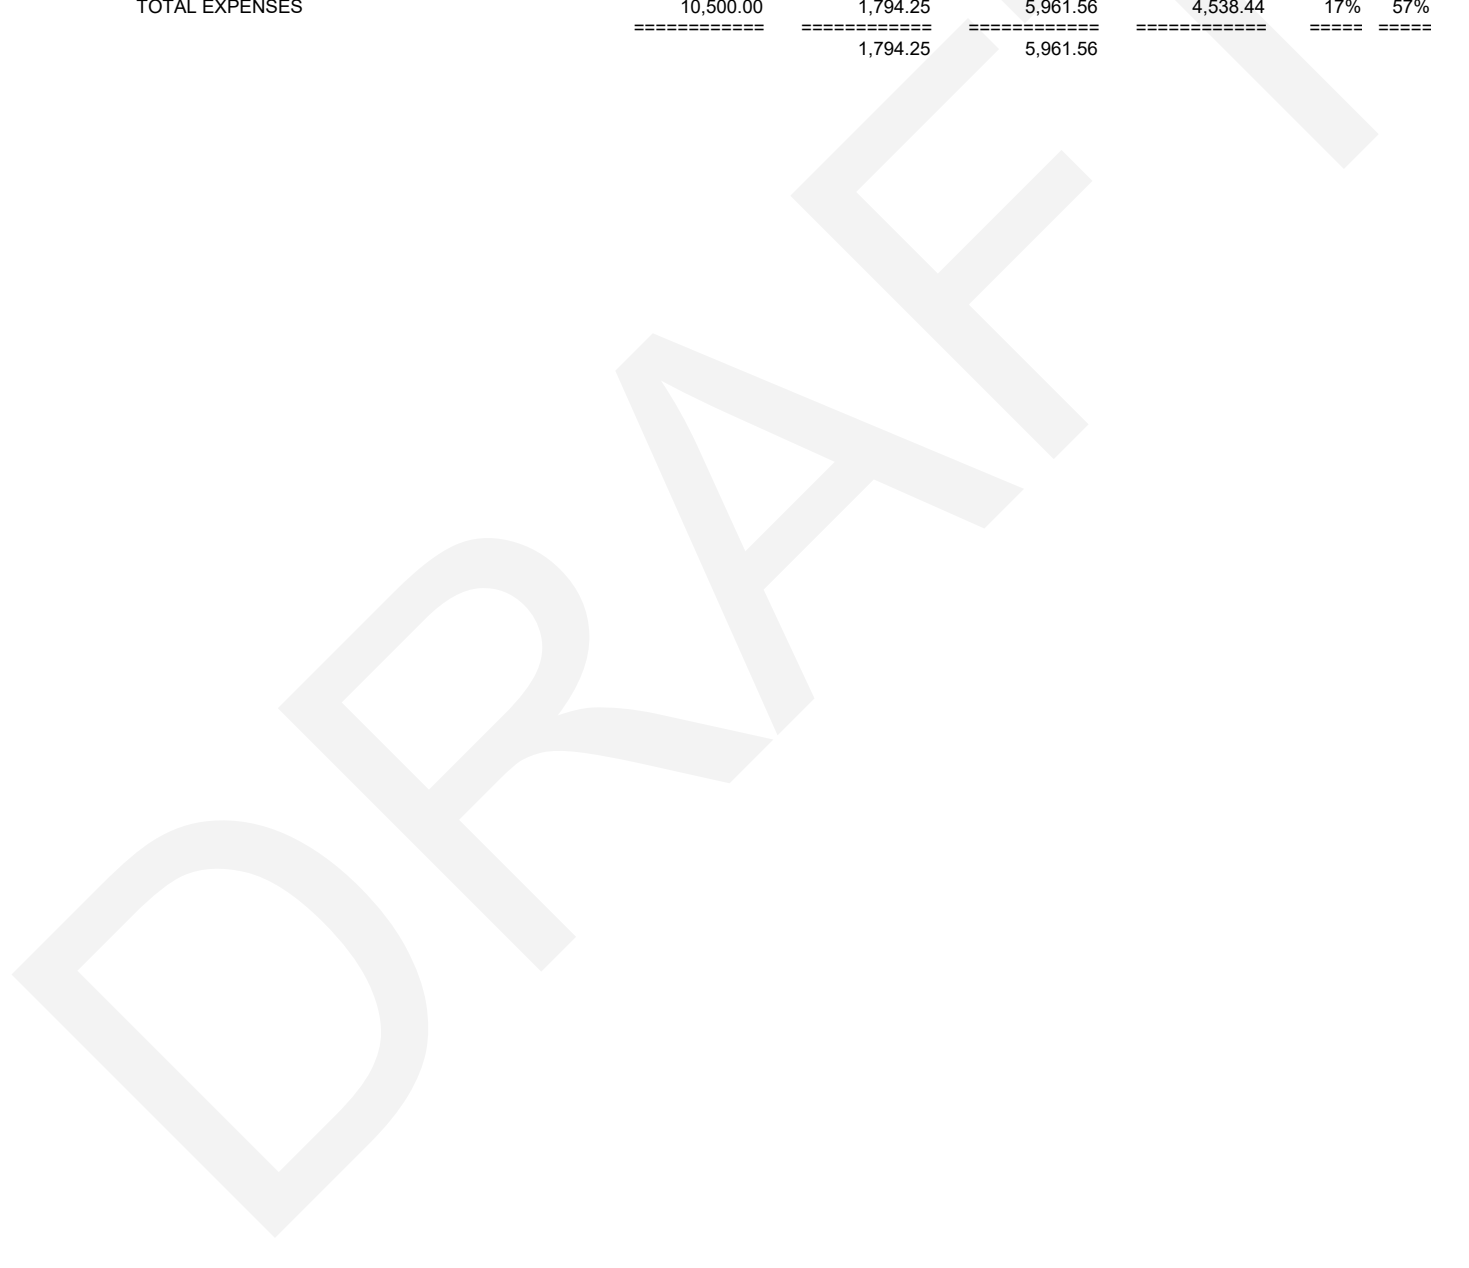 TOTAL EXPENSES 10,500.00 1,794.25 5,961.56 4,538.44 17% 57%
============ ============ ============ ============ ===== =====
1,794.25 5,961.56
DRAFT